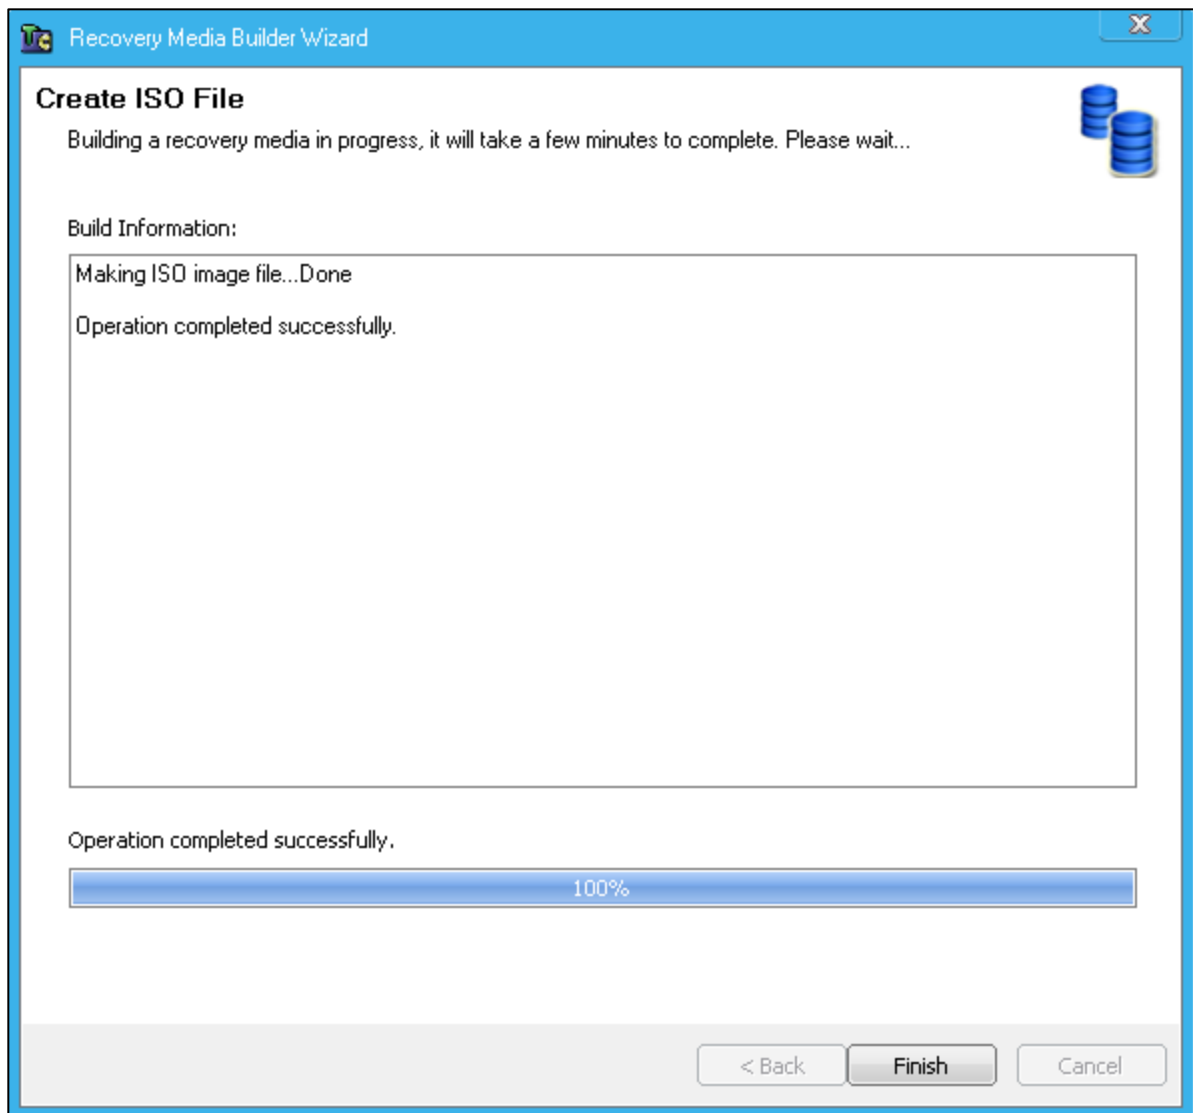 Recovery Media Builder Wizard
Create ISO File
Building a recovery media in progress, it will take a few minutes to complete. Please wait...
Build Information:
Making ISO image file...Done
Operation completed successfully.
Operation completed successfully.
100%
< Back
Finish
Cancel